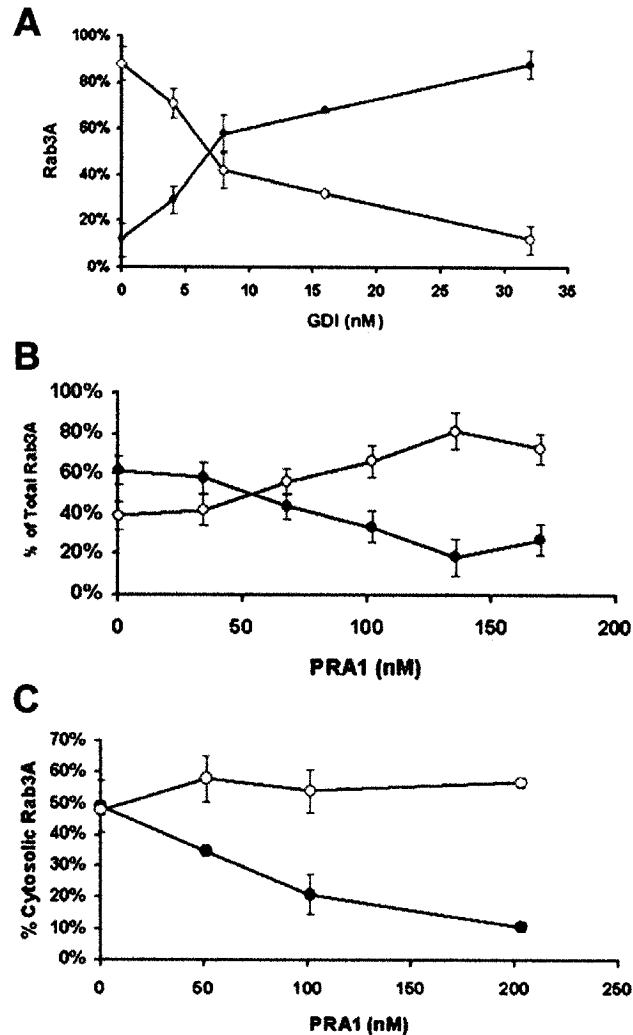 A
100%
80%
60%
40%
20%
0%
Rab3A
0 5 10 15 20 25 30 35
GDI (nM)
B
100%
80%
60%
40%
20%
0%
% of Total Rab3A
0 50 100 150 200
PRA1 (nM)
C
70%
60%
50%
40%
30%
20%
10%
0%
% Cytosolic Rab3A
0 50 100 150 200 250
PRA1 (nM)